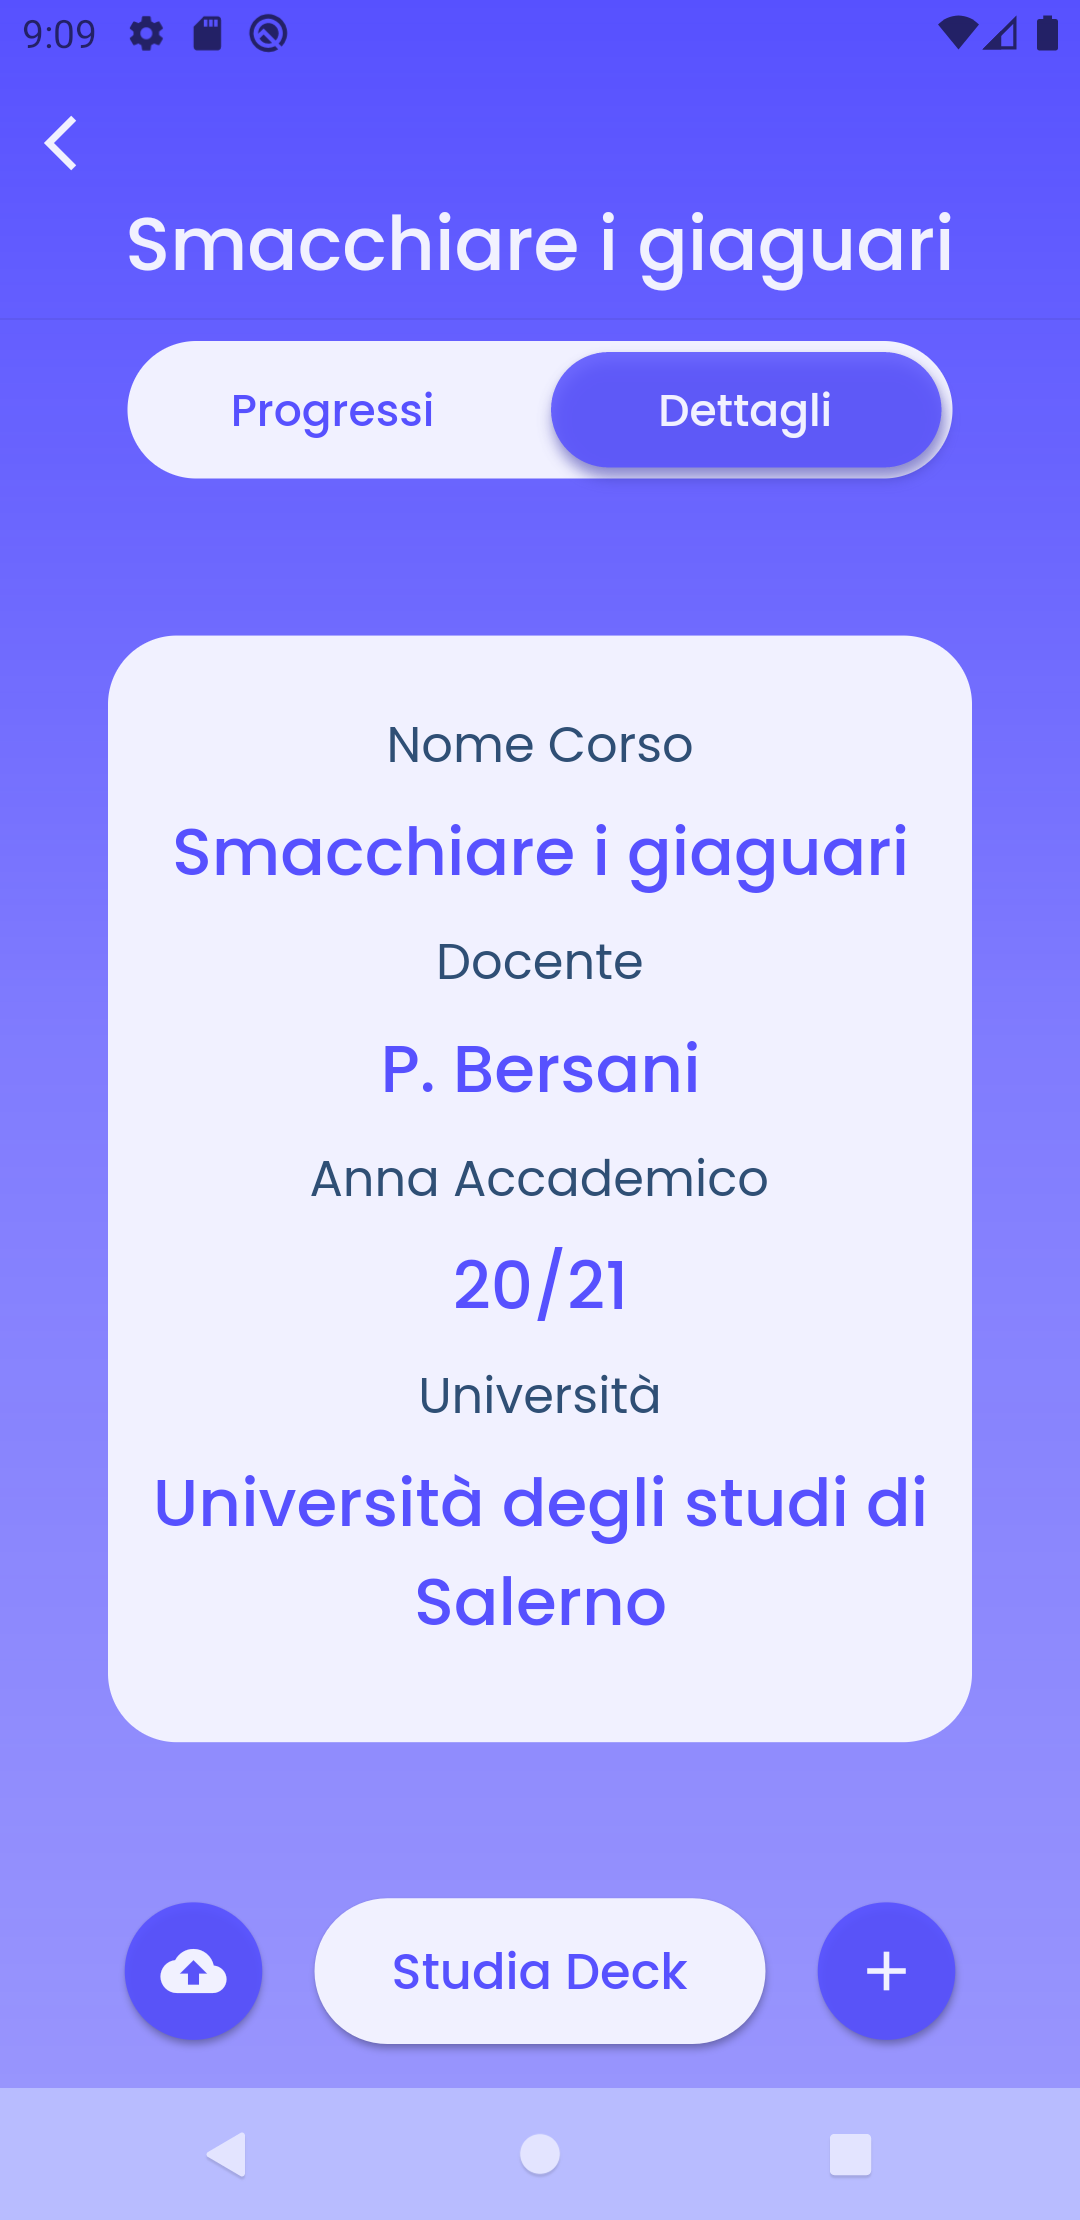 9:09
Smacchiare i giaguari
Progressi
Dettagli
Nome Corso
Smacchiare i giaguari
Docente
P. Bersani
Anna Accademico
20/21
Università
Università degli studi di
Salerno
Studia Deck